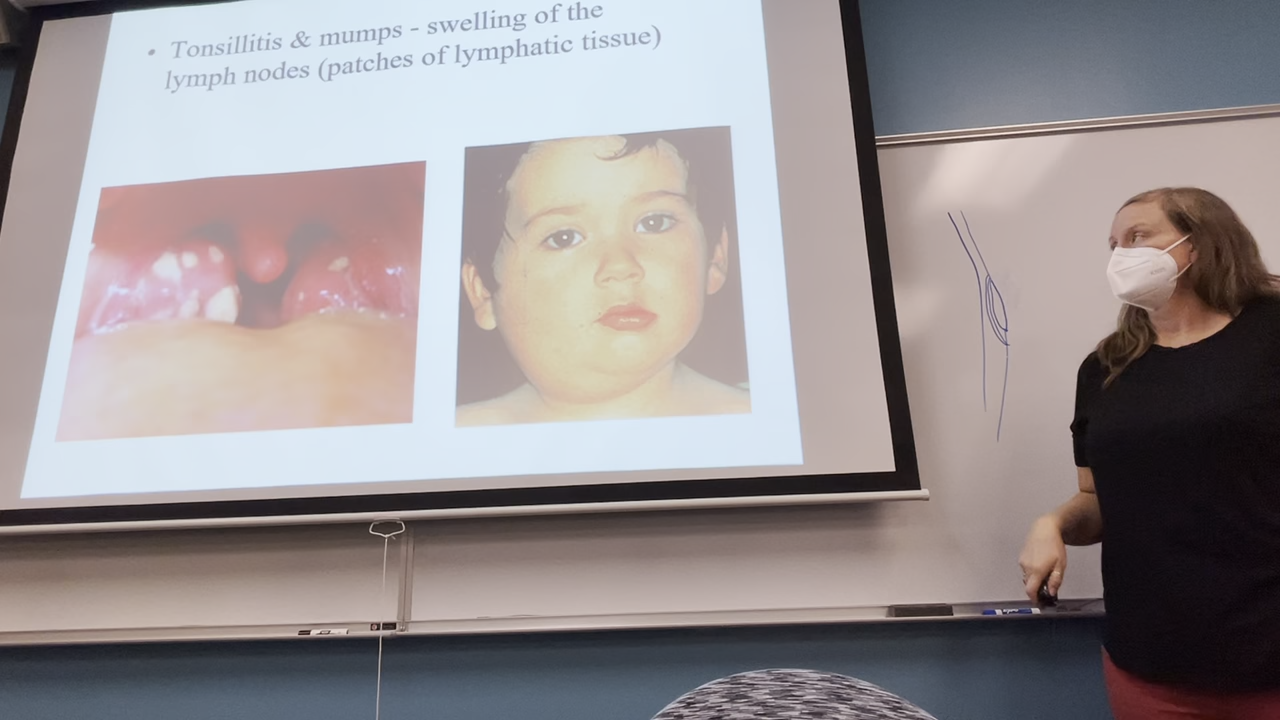 • Tonsillitis & mumps - swelling of the
lymph nodes (patches of lymphatic tissue)